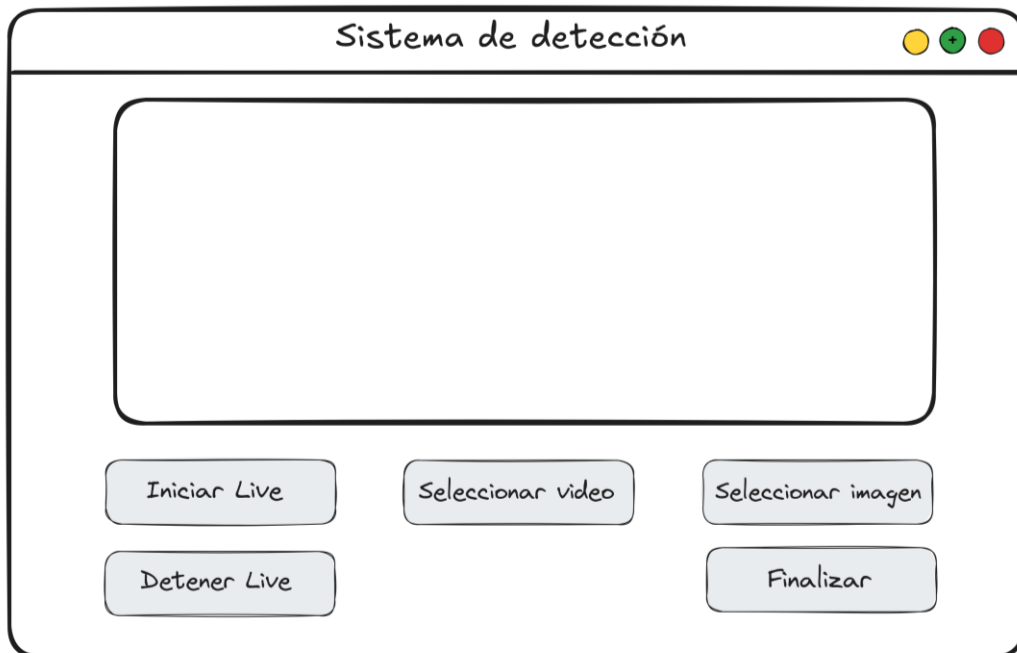 Sistema de detección
+
Iniciar Live
Seleccionar video
Seleccionar imagen
Detener Live
Finalizar